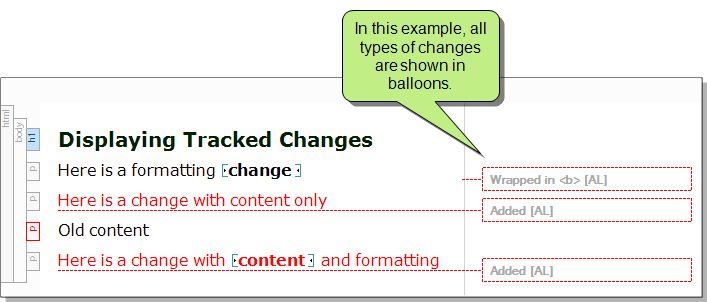 In this example, all
types of changes
are shown in
balloons.
html
body
h1
Displaying Tracked Changes
p
Here is a formatting change
Wrapped in <b> [AL]
p
Here is a change with content only
Added [AL]
p
Old content
p
Here is a change with content and formatting
Added [AL]